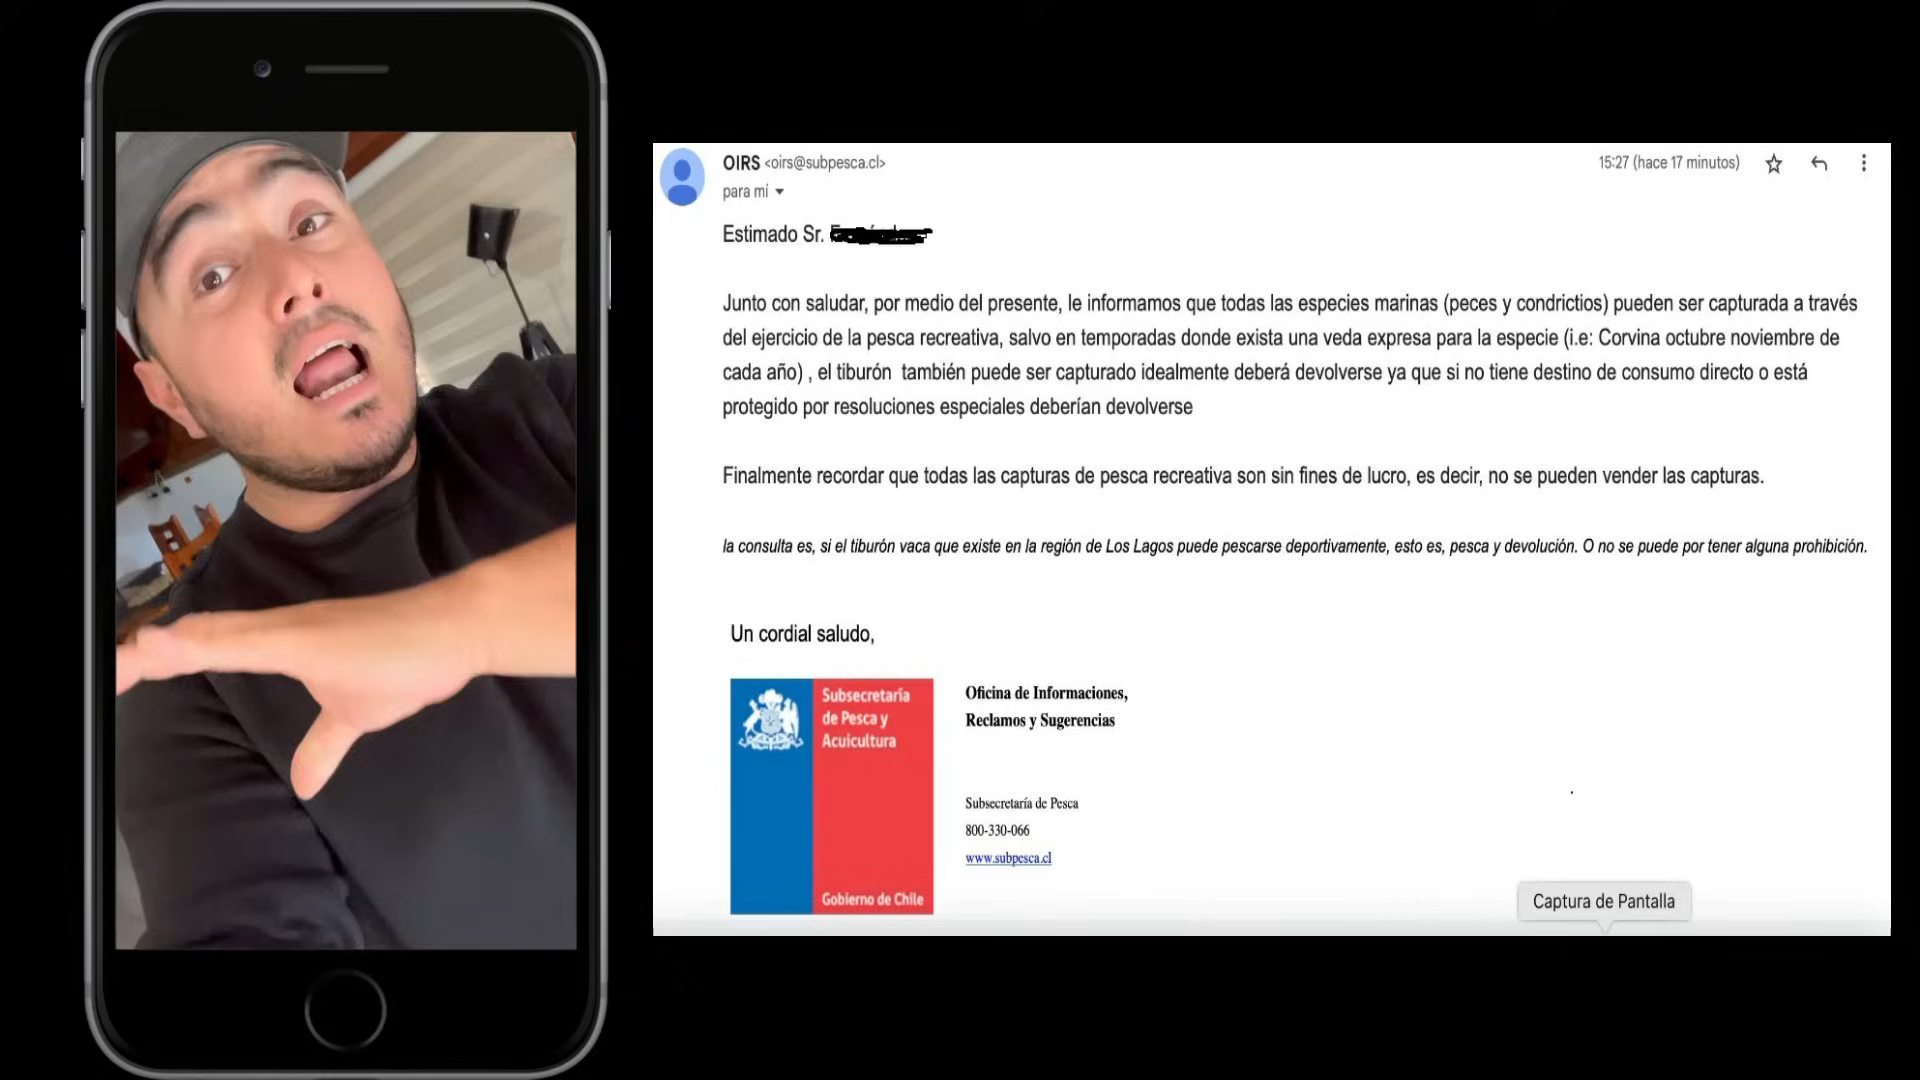 OIRS <oirs@subpesca.cl>
15:27 (hace 17 minutos)
para mí
Estimado Sr.
Junto con saludar, por medio del presente, le informamos que todas las especies marinas (peces y condrictios) pueden ser capturada a través
del ejercicio de la pesca recreativa, salvo en temporadas donde exista una veda expresa para la especie (i.e: Corvina octubre noviembre de
cada año) , el tiburón también puede ser capturado idealmente deberá devolverse ya que si no tiene destino de consumo directo o está
protegido por resoluciones especiales deberían devolverse
Finalmente recordar que todas las capturas de pesca recreativa son sin fines de lucro, es decir, no se pueden vender las capturas.
la consulta es, si el tiburón vaca que existe en la región de Los Lagos puede pescarse deportivamente, esto es, pesca y devolución. O no se puede por tener alguna prohibición.
Un cordial saludo,
Subsecretaría
de Pesca y
Acuicultura
Gobierno de Chile
Oficina de Informaciones,
Reclamos y Sugerencias
Subsecretaría de Pesca
800-330-066
www.subpesca.cl
Captura de Pantalla